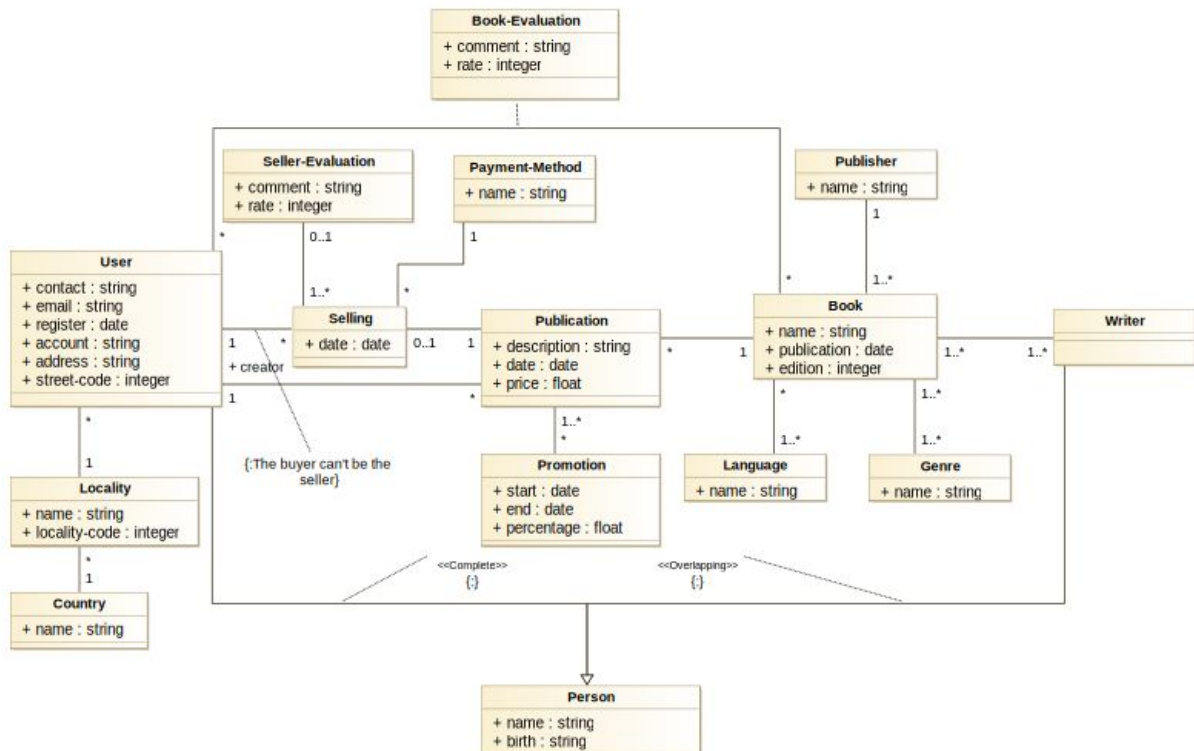 Book-Evaluation
+ comment : string
+ rate : integer
Seller-Evaluation
+ comment : string
+ rate : integer
Payment-Method
+ name : string
Publisher
+ name : string
*
0..1
1
1
User
+ contact : string
+ email : string
+ register : date
+ account : string
+ address : string
+ street-code : integer
1..*
*
*
1..*
Selling
+ date : date
1
*
+ creator
1
*
0..1
1
Publication
+ description : string
+ date : date
+ price : float
*
1
Book
+ name : string
+ publication : date
+ edition : integer
1..*
1..*
Writer
*
1
{:The buyer can't be the
seller}
1..*
*
*
1..*
1..*
1..*
Locality
+ name : string
+ locality-code : integer
Promotion
+ start : date
+ end : date
+ percentage : float
Language
+ name : string
Genre
+ name : string
*
1
Country
+ name : string
<<Complete>>
{:}
<<Overlapping>>
{:}
Person
+ name : string
+ birth : string